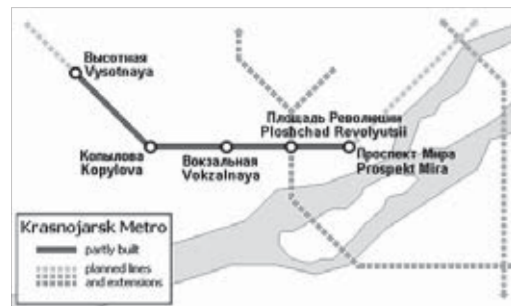 Высотная
Vysotnaya
Площадь Революции
Ploshchad Revolyutsii
Копылова
Kopylova
Вокзальная
Vokzalnaya
Проспект Мира
Prospekt Mira
Krasnojarsk Metro
partly built
planned lines
and extensions